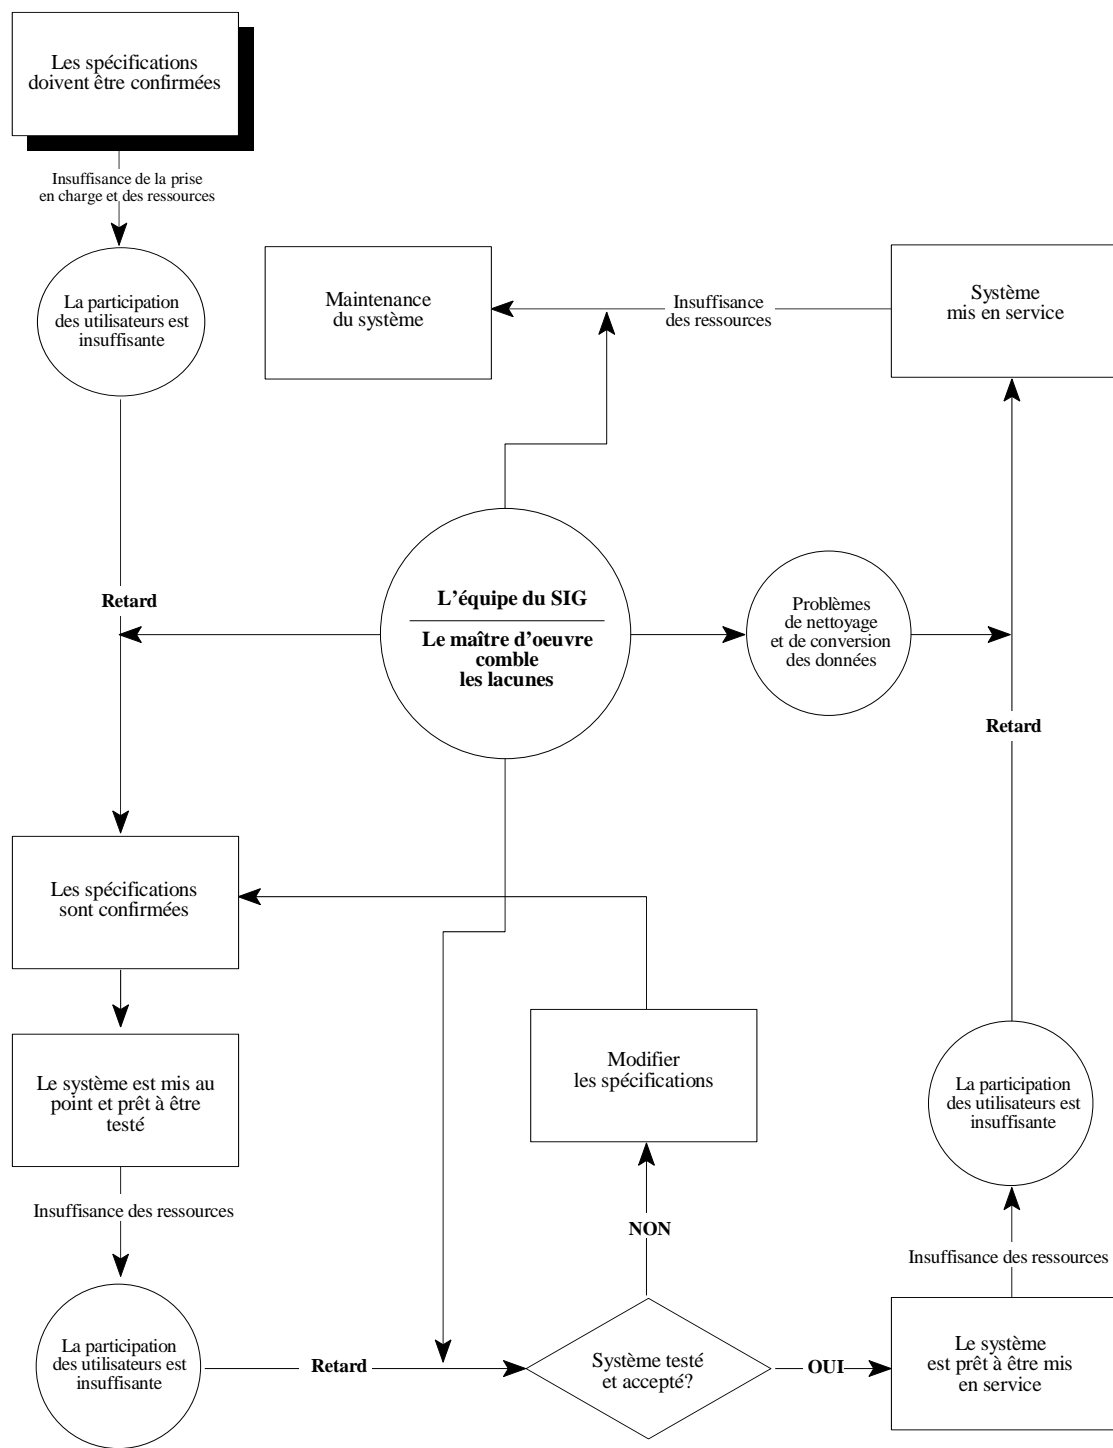 Les spécifications
doivent être confirmées
Insuffisance de la prise
en charge et des ressources
La participation
des utilisateurs est
insuffisante
Maintenance
du système
Insuffisance
des ressources
Système
mis en service
Retard
L'équipe du SIG
Le maître d'oeuvre
comble
les lacunes
Problèmes
de nettoyage
et de conversion
des données
Retard
Les spécifications
sont confirmées
Le système est mis au
point et prêt à être
testé
Modifier
les spécifications
La participation
des utilisateurs est
insuffisante
Insuffisance des ressources
NON
Insuffisance des ressources
La participation
des utilisateurs est
insuffisante
Retard
Système testé
et accepté?
OUI
Le système
est prêt à être mis
en service